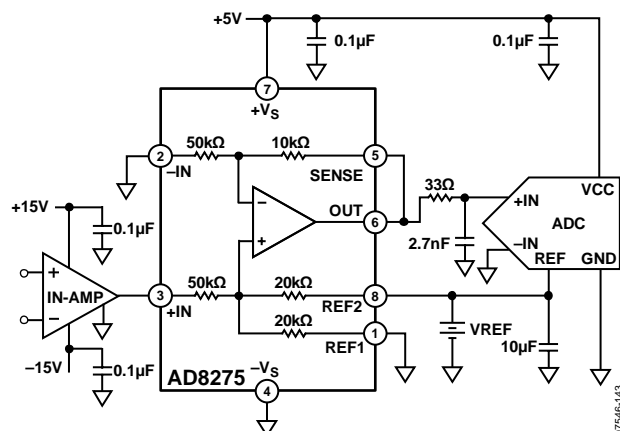 +5V
0.1µF
0.1µF
7
+VS
50kΩ
10kΩ
2
5
–IN
SENSE
33Ω
VCC
+IN
+15V
0.1µF
–
OUT
6
ADC
+
2.7nF
–IN
REF
GND
+
IN-AMP
–
50kΩ
20kΩ
3
8
+IN
REF2
20kΩ
VREF
1
REF1
10µF
–15V
0.1µF
–VS
AD8275
4
07546-143